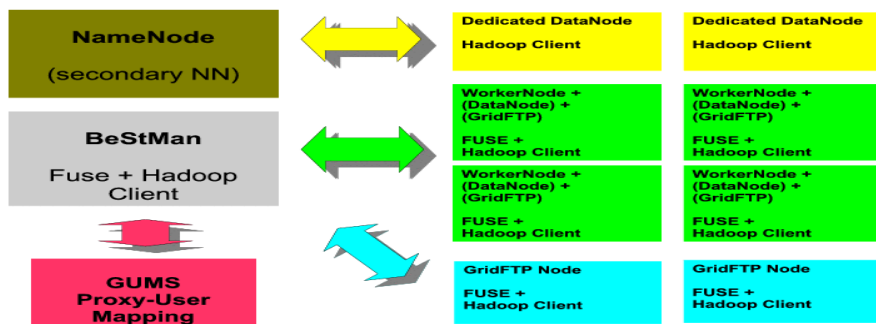 NameNode
(secondary NN)
BeStMan
Fuse + Hadoop
Client
GUMS
Proxy-User
Mapping
Dedicated DataNode
Hadoop Client
Dedicated DataNode
Hadoop Client
WorkerNode +
(DataNode) +
(GridFTP)
FUSE +
Hadoop Client
WorkerNode +
(DataNode) +
(GridFTP)
FUSE +
Hadoop Client
WorkerNode +
(DataNode) +
(GridFTP)
FUSE +
Hadoop Client
WorkerNode +
(DataNode) +
(GridFTP)
FUSE +
Hadoop Client
GridFTP Node
FUSE +
Hadoop Client
GridFTP Node
FUSE +
Hadoop Client